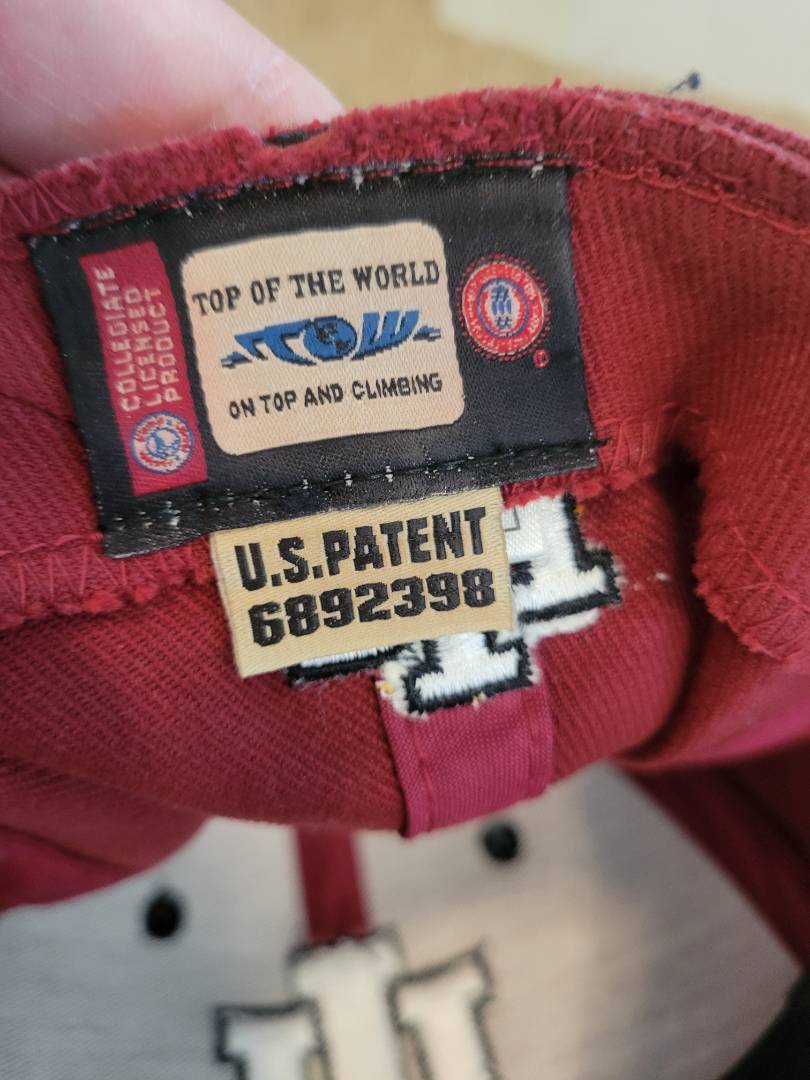 COLLEGIATE
LICENSED
PRODUCT
TOP OF THE WORLD
TOW
ON TOP AND CLIMBING
U.S.PATENT
6892398